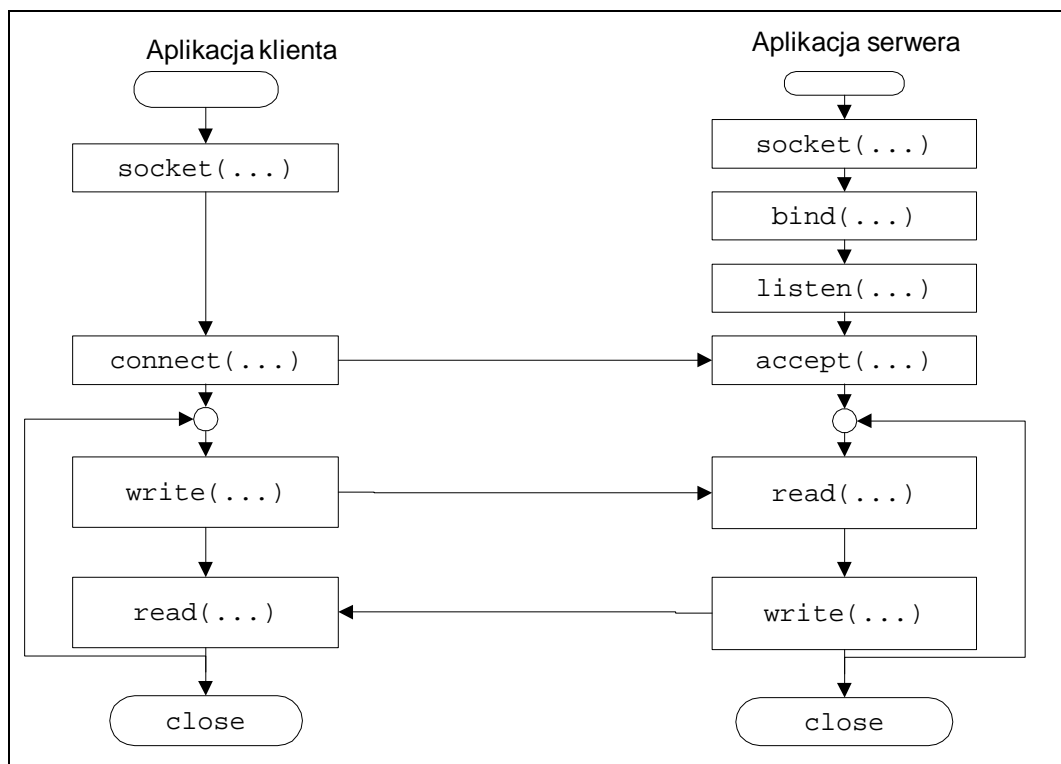 Aplikacja klienta
socket(...)
connect(...)
write(...)
read(...)
close
Aplikacja serwera
socket(...)
bind(...)
listen(...)
accept(...)
read(...)
write(...)
close